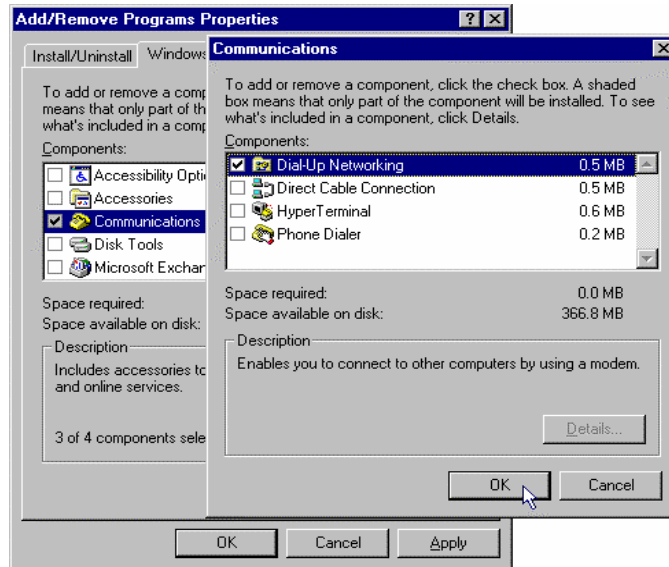 Add/Remove Programs Properties
Install/Uninstall Windows
To add or remove a comp
means that only part of th
what's included in a comp
Components:
Accessibility Opti
Accessories
Communications
Disk Tools
Microsoft Exchan
Space required:
Space available on disk:
Description
Includes accessories to
and online services.
3 of 4 components sele
OK Cancel Apply
Communications
To add or remove a component, click the check box. A shaded
box means that only part of the component will be installed. To see
what's included in a component, click Details.
Components:
Dial-Up Networking 0.5 MB
Direct Cable Connection 0.5 MB
HyperTerminal 0.6 MB
Phone Dialer 0.2 MB
Space required: 0.0 MB
Space available on disk: 366.8 MB
Description
Enables you to connect to other computers by using a modem.
Details...
OK Cancel